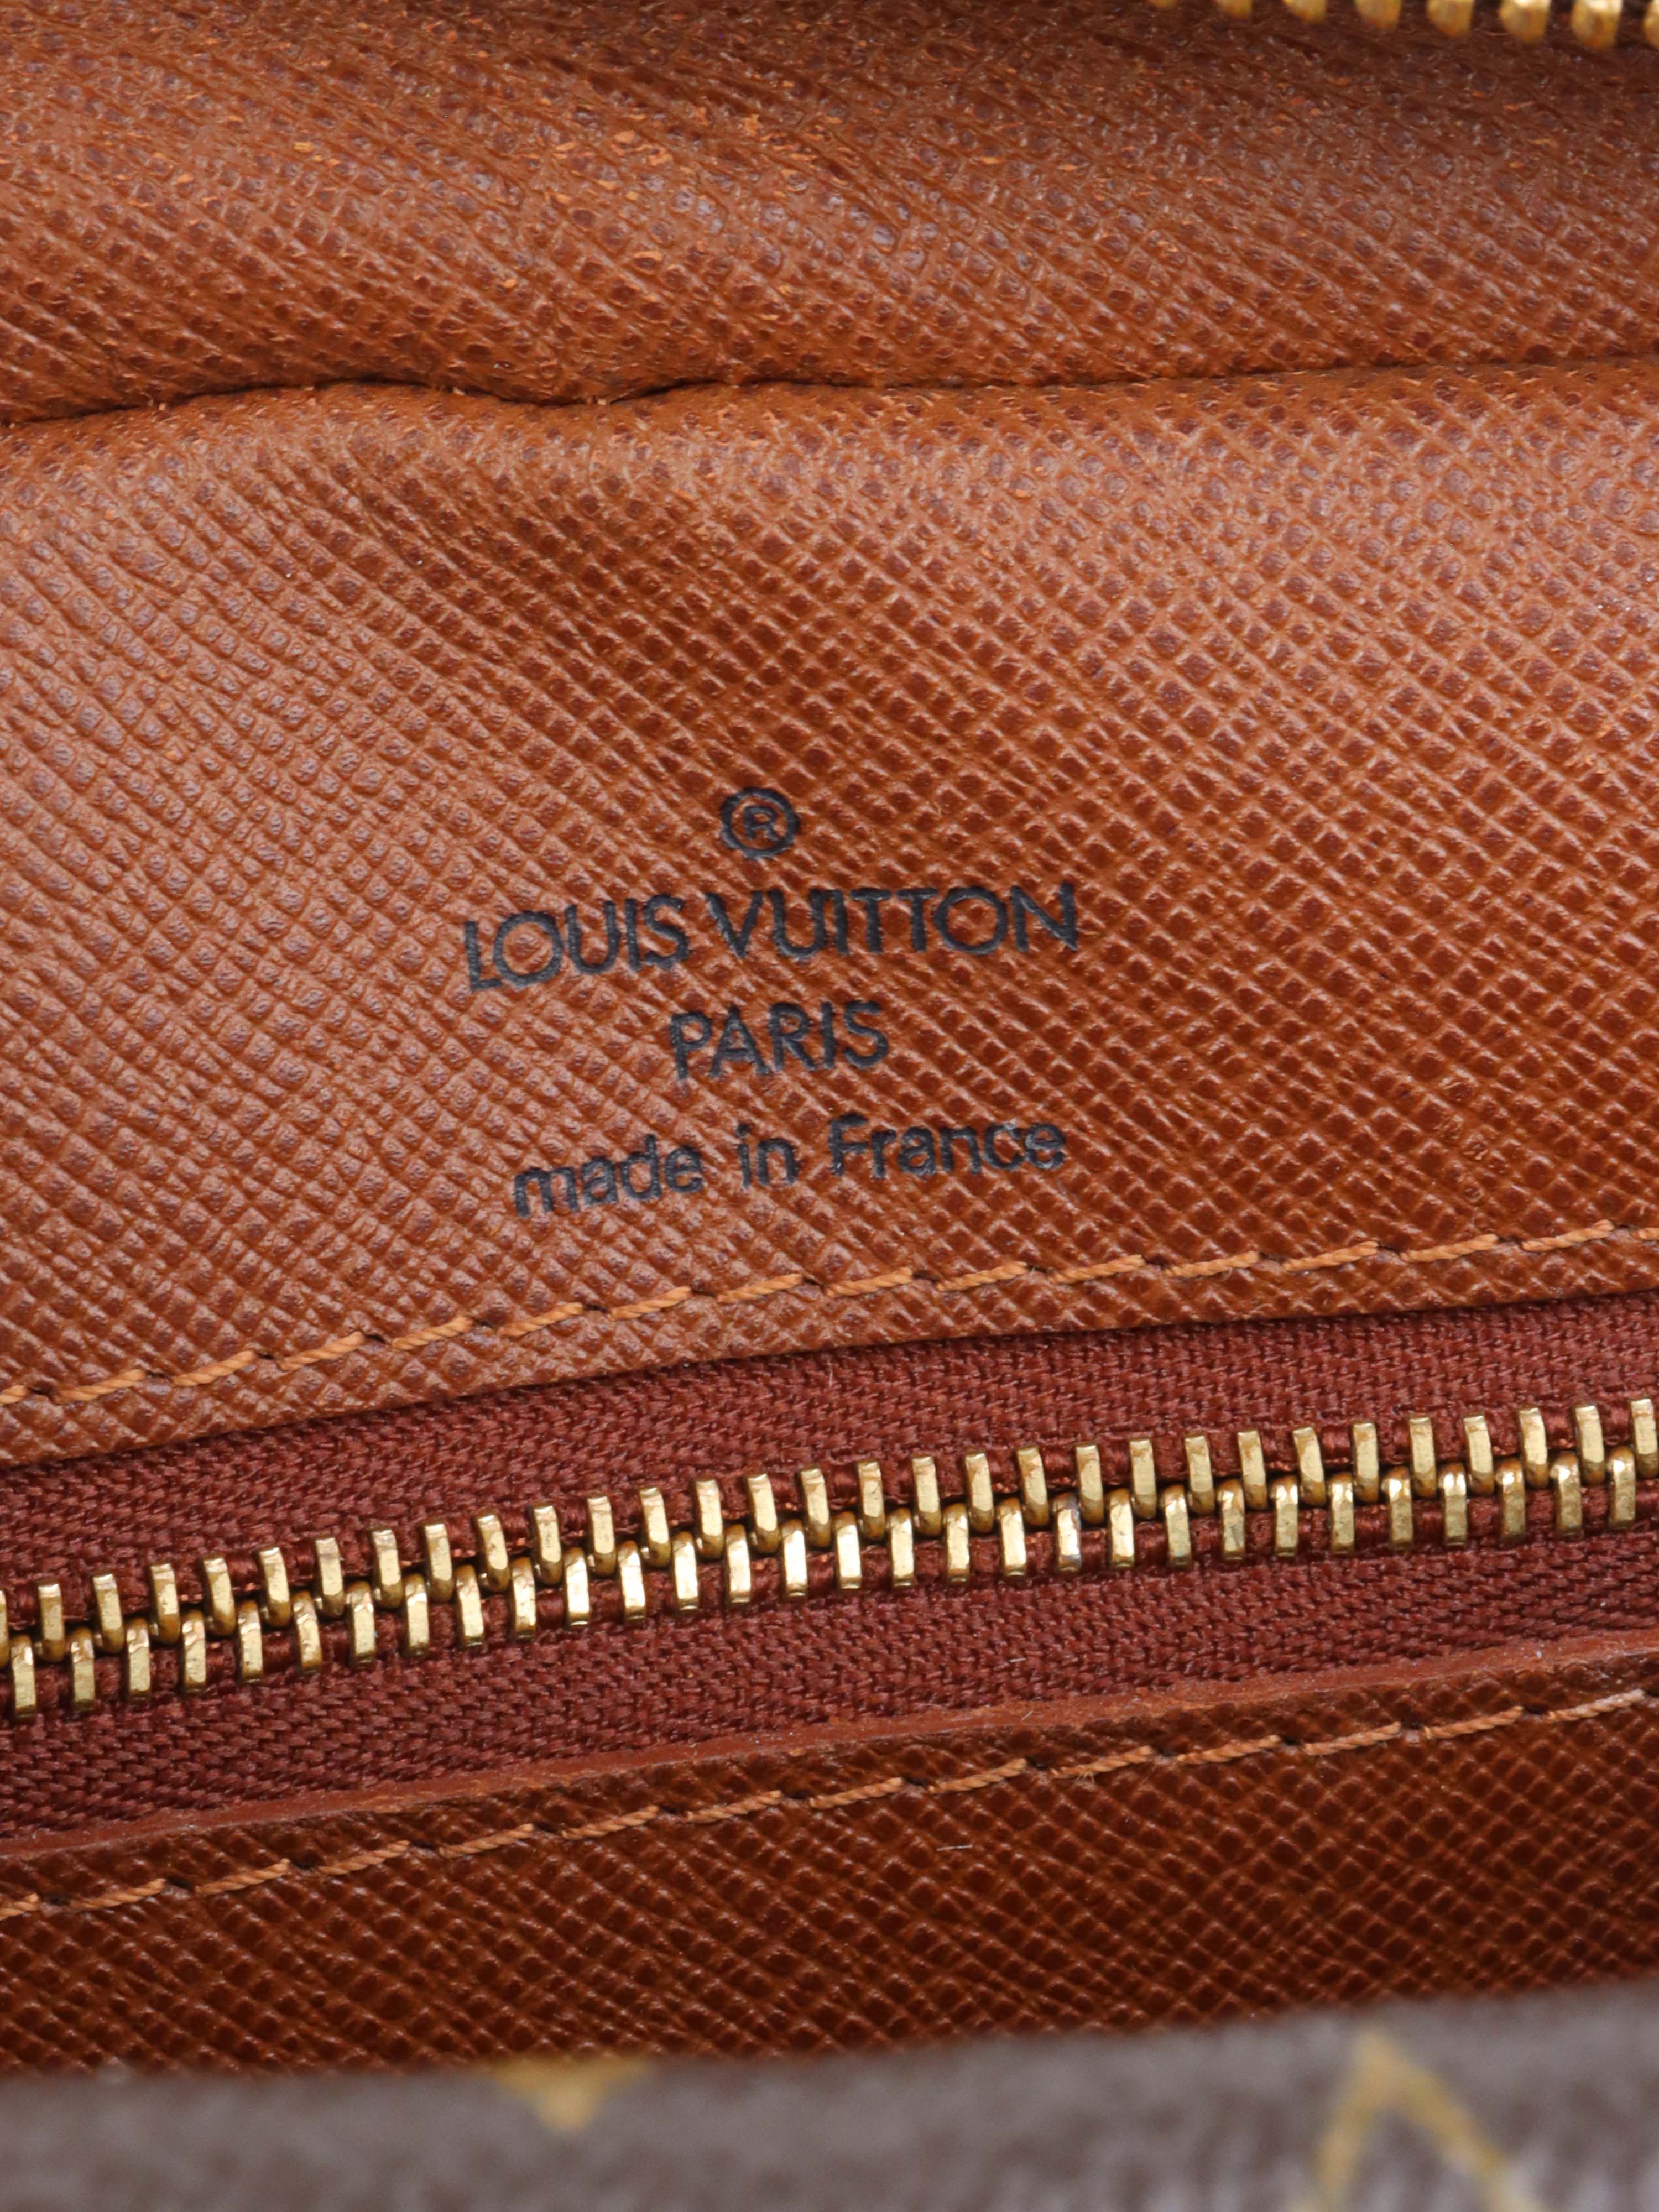 ®
LOUIS VUITTON
PARIS
made in France